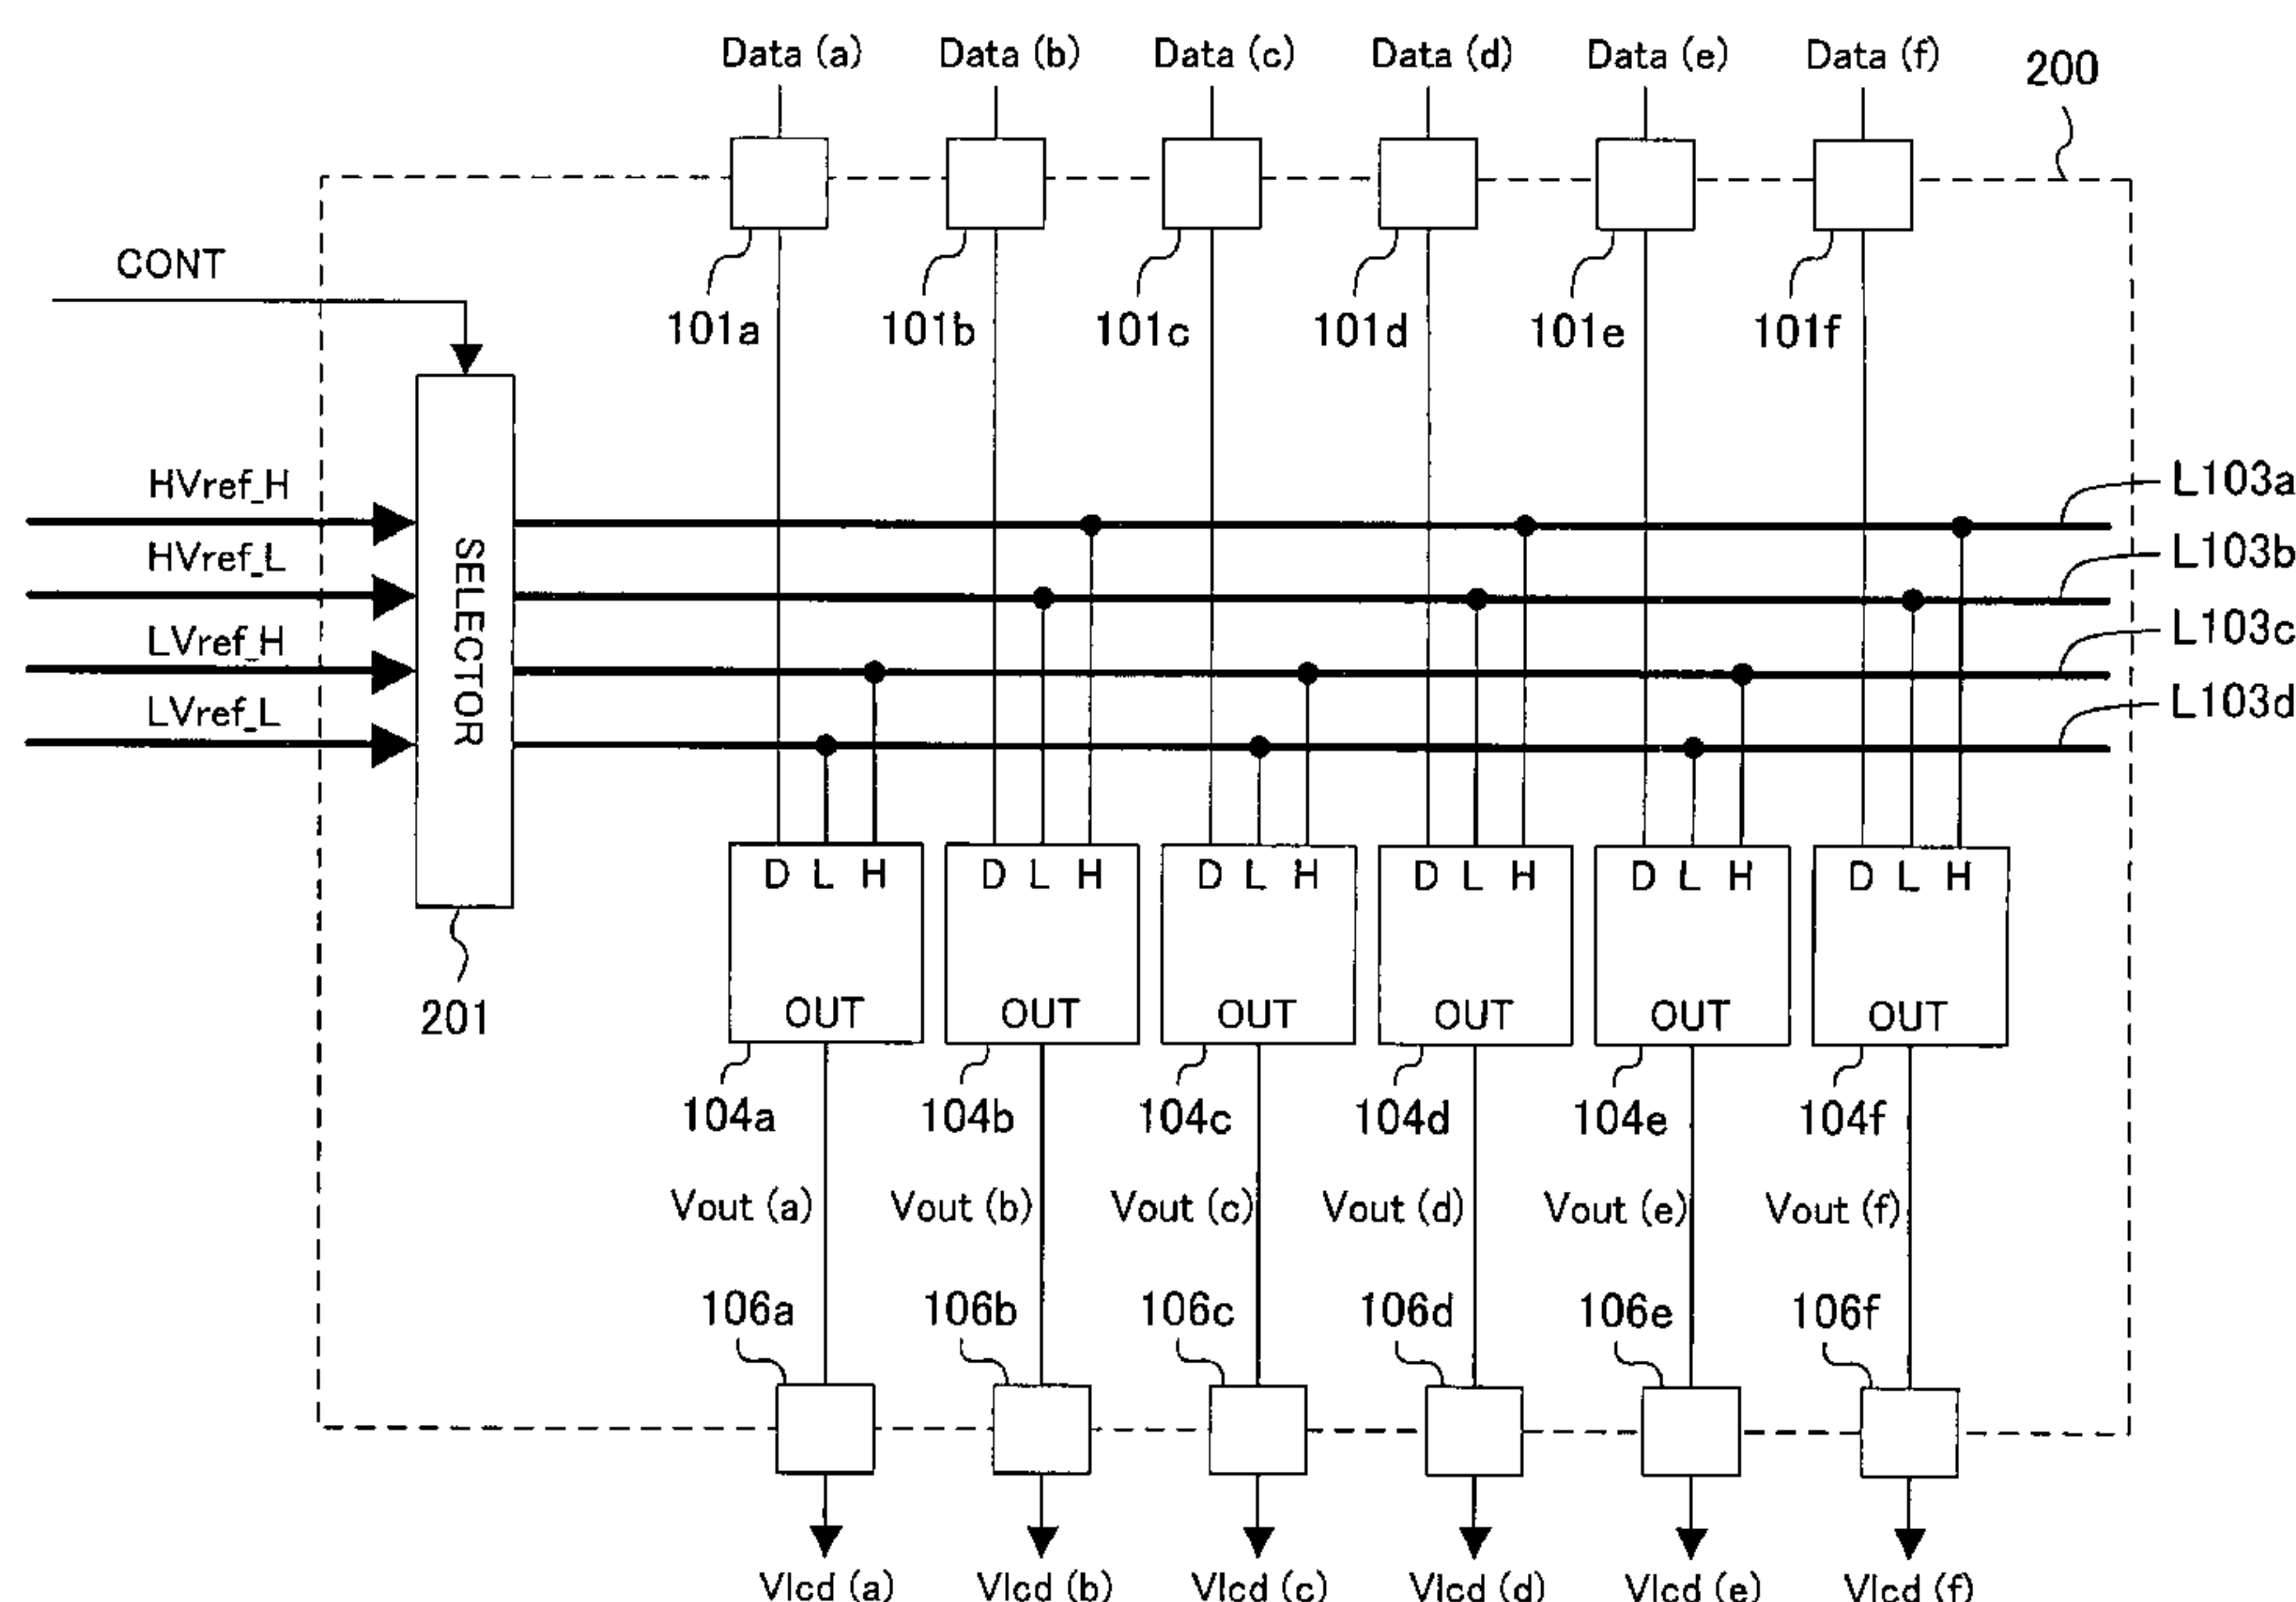 Data (a) Data (b) Data (c) Data (d) Data (e) Data (f) 200
CONT
101a 101b 101c 101d 101e 101f
HVref_H
HVref_L
LVref_H
LVref_L
SELECTOR
L103a
L103b
L103c
L103d
D L H D L H D L H D L H D L H D L H
OUT OUT OUT OUT OUT OUT
201
104a 104b 104c 104d 104e 104f
Vout (a) Vout (b) Vout (c) Vout (d) Vout (e) Vout (f)
106a 106b 106c 106d 106e 106f
Vlcd (a) Vlcd (b) Vlcd (c) Vlcd (d) Vlcd (e) Vlcd (f)